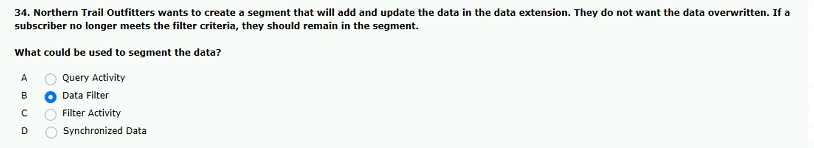 34. Northern Trail Outfitters wants to create a segment that will add and update the data in the data extension. They do not want the data overwritten. If a
subscriber no longer meets the filter criteria, they should remain in the segment.
What could be used to segment the data?
A Query Activity
B Data Filter
C Filter Activity
D Synchronized Data